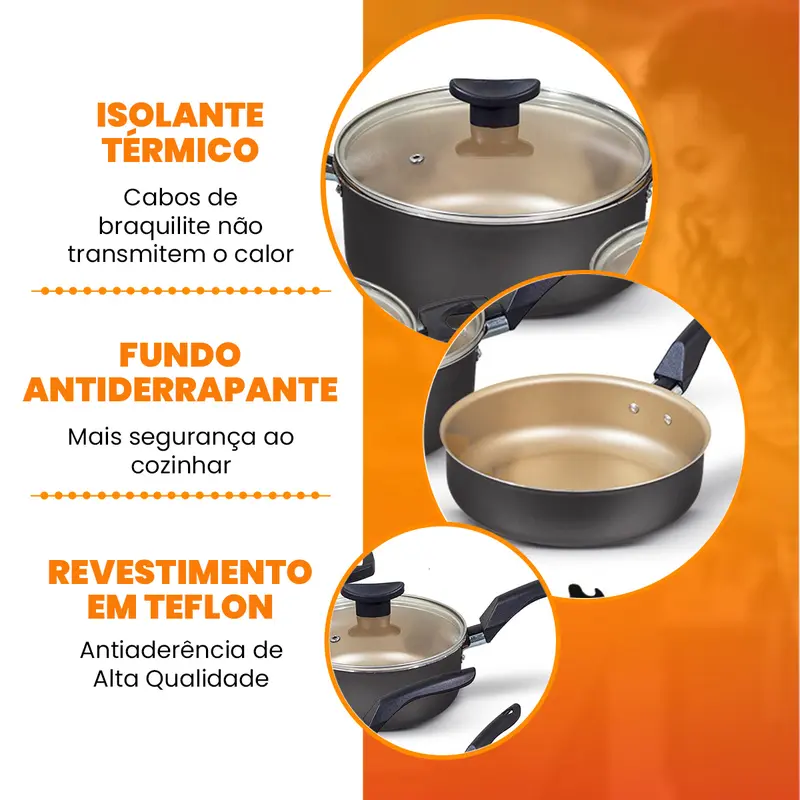 ISOLANTE
TÉRMICO
Cabos de
braquilite não
transmitem o calor
FUNDO
ANTIDERRAPANTE
Mais segurança ao
cozinhar
REVESTIMENTO
EM TEFLON
Antiaderência de
Alta Qualidade